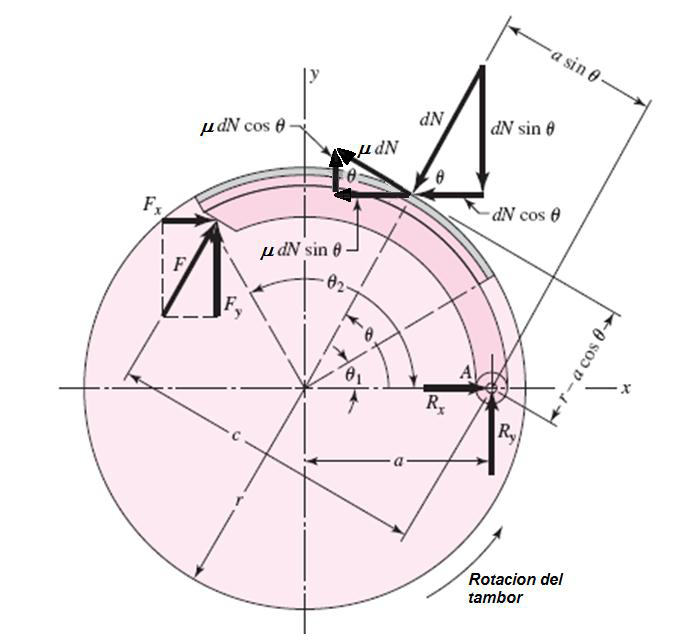 a sin θ
y
dN
dN sin θ
μ dN cos θ
μ dN
θ
θ
dN cos θ
F_x
μ dN sin θ
F
θ_2
F_y
θ
r – a cos θ
θ_1
A
x
R_x
R_y
c
a
r
Rotacion del
tambor